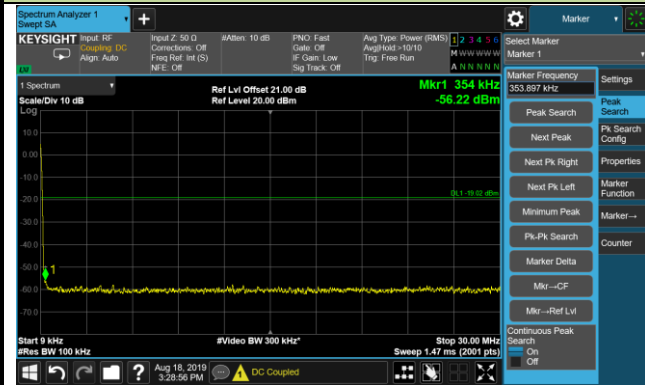 Spectrum Analyzer 1
Swept SA
Marker
KEYSIGHT
Input: RF
Coupling: DC
Align: Auto
Input Z: 50 Ω
Corrections: Off
Freq Ref: Int (S)
NFE: Off
#Atten: 10 dB
PNO: Fast
Gate: Off
IF Gain: Low
Sig Track: Off
Avg Type: Power (RMS)
Avg|Hold:>10/10
Trig: Free Run
1 2 3 4 5 6
M W W W W W
A N N N N N
Select Marker
Marker 1
LXI
1 Spectrum
Scale/Div 10 dB
Log
Ref Lvl Offset 21.00 dB
Ref Level 20.00 dBm
Mkr1 354 kHz
-56.22 dBm
10.0
0.00
-10.0
-20.0
-30.0
-40.0
-50.0
-60.0
-70.0
DL1 -19.02 dBm
1
Start 9 kHz
#Res BW 100 kHz
#Video BW 300 kHz*
Stop 30.00 MHz
Sweep 1.47 ms (2001 pts)
Marker Frequency
353.897 kHz
Peak Search
Next Peak
Next Pk Right
Next Pk Left
Minimum Peak
Pk-Pk Search
Marker Delta
Mkr→CF
Mkr→Ref Lvl
Continuous Peak
Search
On
Off
Settings
Peak
Search
Pk Search
Config
Properties
Marker
Function
Marker→
Counter
?
Aug 18, 2019
3:28:56 PM
DC Coupled